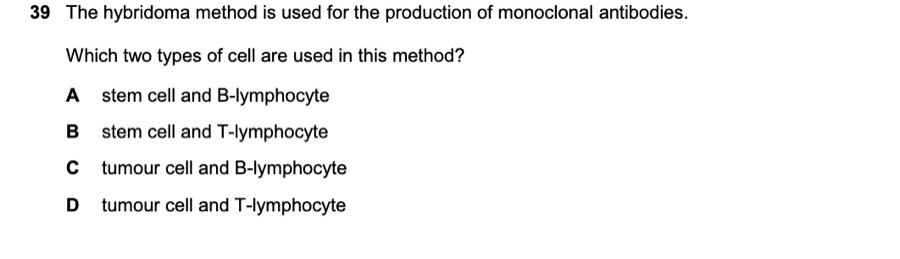 39 The hybridoma method is used for the production of monoclonal antibodies.
Which two types of cell are used in this method?
A stem cell and B-lymphocyte
B stem cell and T-lymphocyte
C tumour cell and B-lymphocyte
D tumour cell and T-lymphocyte